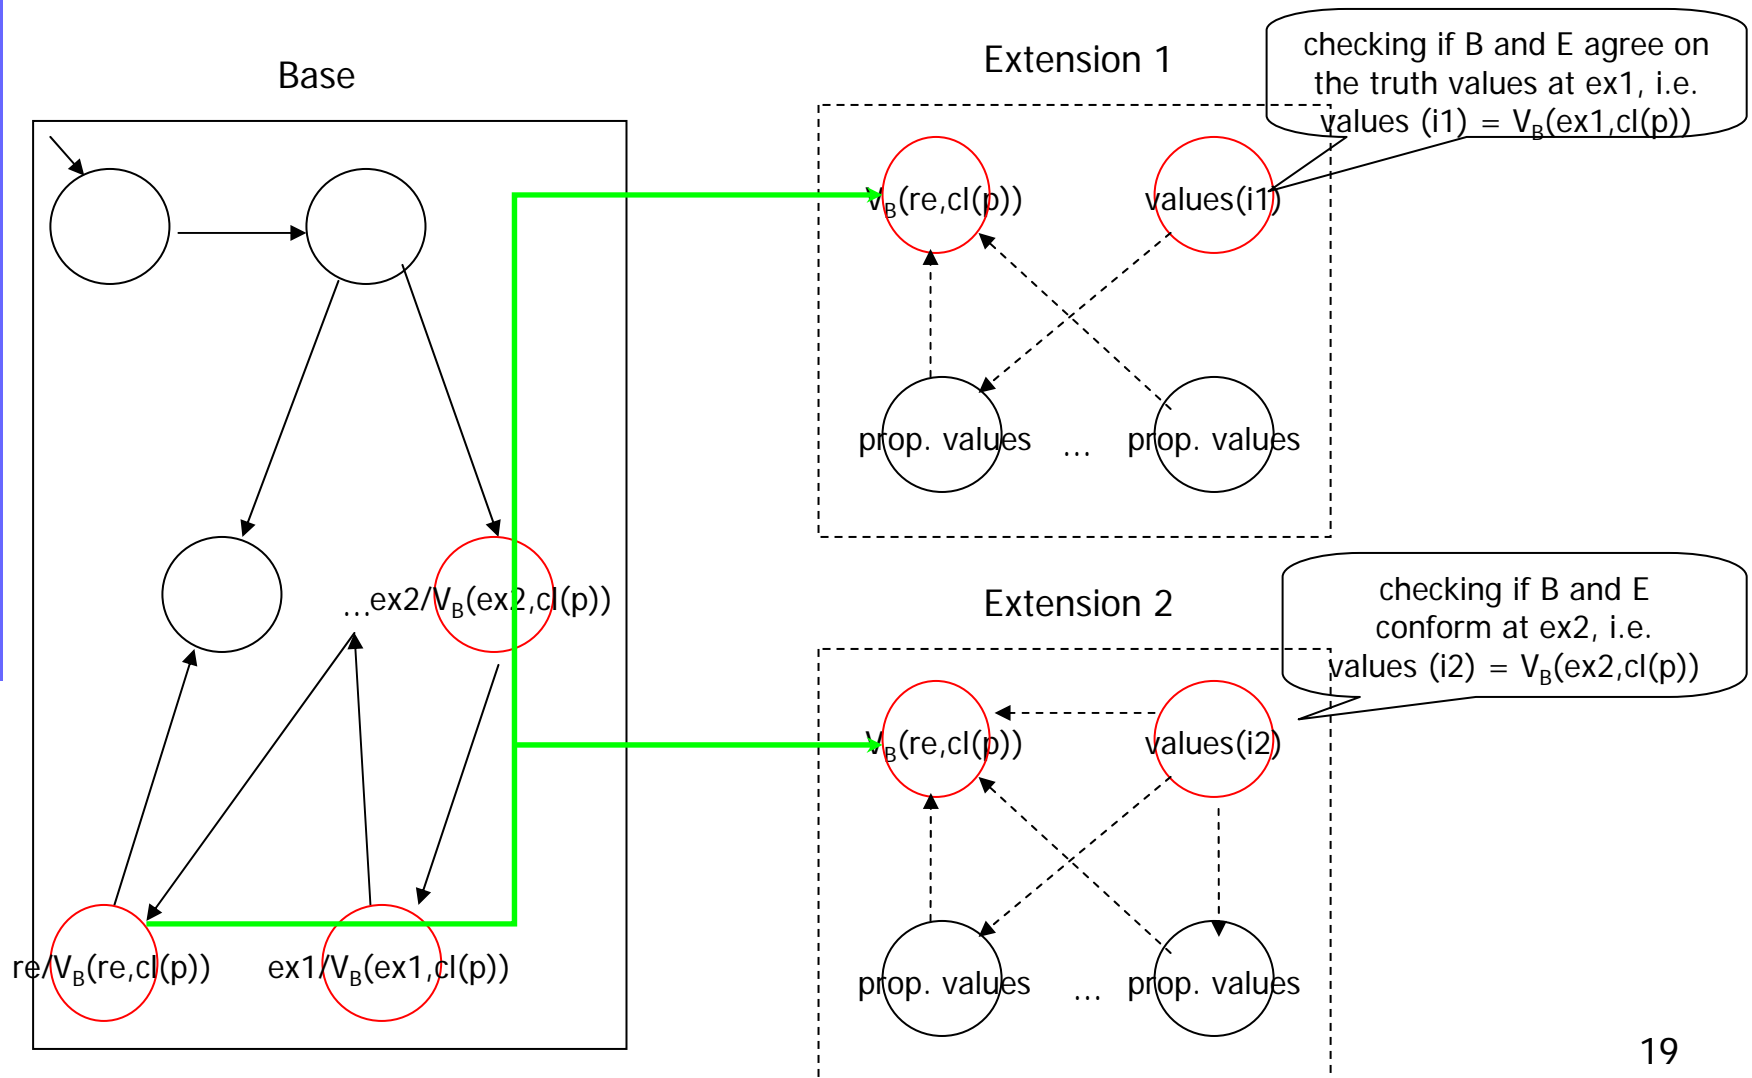 Base
Extension 1
checking if B and E agree on
the truth values at ex1, i.e.
values (i1) = V_B(ex1,cl(p))
V_B(re,cl(p))
values(i1)
prop. values
...
prop. values
...
ex2/V_B(ex2,cl(p))
Extension 2
checking if B and E
conform at ex2, i.e.
values (i2) = V_B(ex2,cl(p))
V_B(re,cl(p))
values(i2)
re/V_B(re,cl(p))
ex1/V_B(ex1,cl(p))
prop. values
...
prop. values
19